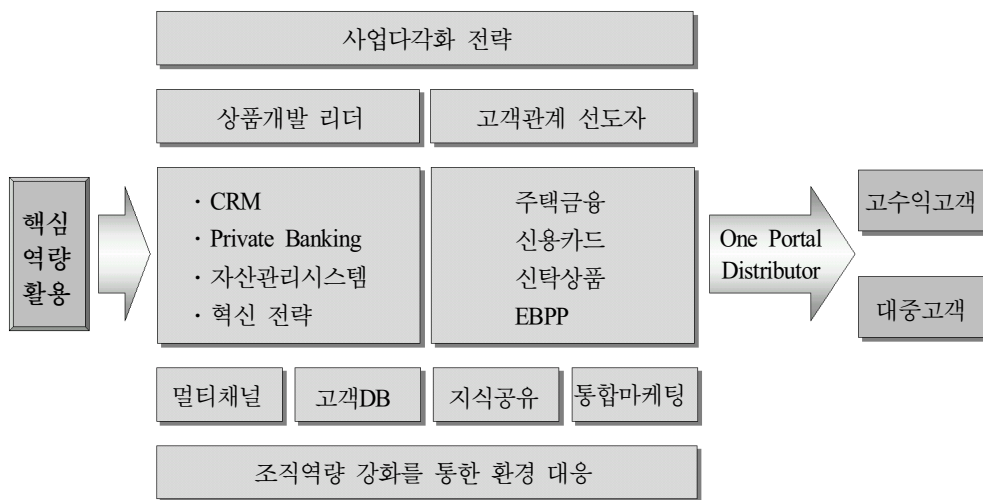 사업다각화 전략
상품개발 리더
고객관계 선도자
핵심
역량
활용
· CRM
· Private Banking
· 자산관리시스템
· 혁신 전략
주택금융
신용카드
신탁상품
EBPP
One Portal
Distributor
고수익고객
대중고객
멀티채널
고객DB
지식공유
통합마케팅
조직역량 강화를 통한 환경 대응